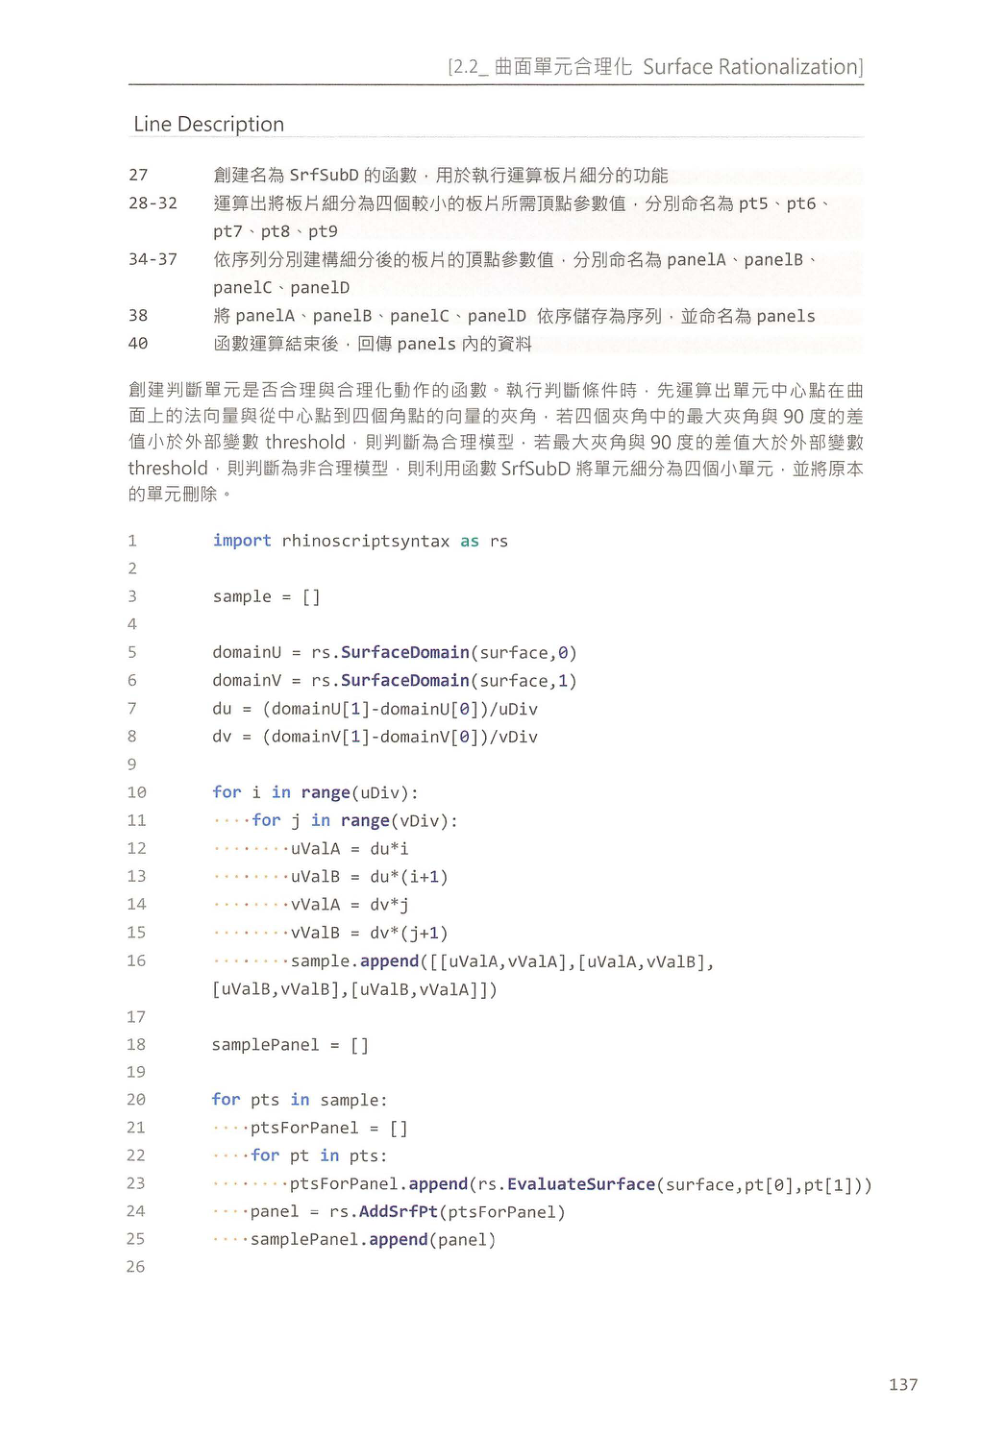 [2.2_ 曲面單元合理化 Surface Rationalization]
Line Description
27 創建名為 SrfSubD 的函數，用於執行運算板片細分的功能
28-32 運算出將板片細分為四個較小的板片所需頂點參數值，分別命名為 pt5、pt6、
pt7、pt8、pt9
34-37 依序列分別建構細分後的板片的頂點參數值，分別命名為 panelA、panelB、
panelC、panelD
38 將 panelA、panelB、panelC、panelD 依序儲存為序列，並命名為 panels
40 函數運算結束後，回傳 panels 內的資料
創建判斷單元是否合理與合理化動作的函數。執行判斷條件時，先運算出單元中心點在曲
面上的法向量與從中心點到四個角點的向量的夾角，若四個夾角中的最大夾角與 90 度的差
值小於外部變數 threshold，則判斷為合理模型，若最大夾角與 90 度的差值大於外部變數
threshold，則判斷為非合理模型，則利用函數 SrfSubD 將單元細分為四個小單元，並將原本
的單元刪除。
1 import rhinoscriptsyntax as rs
2
3 sample = []
4
5 domainU = rs.SurfaceDomain(surface,0)
6 domainV = rs.SurfaceDomain(surface,1)
7 du = (domainU[1]-domainU[0])/uDiv
8 dv = (domainV[1]-domainV[0])/vDiv
9
10 for i in range(uDiv):
11 ····for j in range(vDiv):
12 ········uValA = du*i
13 ········uValB = du*(i+1)
14 ········vValA = dv*j
15 ········vValB = dv*(j+1)
16 ········sample.append([[uValA,vValA],[uValA,vValB],
[uValB,vValB],[uValB,vValA]])
17
18 samplePanel = []
19
20 for pts in sample:
21 ····ptsForPanel = []
22 ····for pt in pts:
23 ········ptsForPanel.append(rs.EvaluateSurface(surface,pt[0],pt[1]))
24 ····panel = rs.AddSrfPt(ptsForPanel)
25 ····samplePanel.append(panel)
26
137